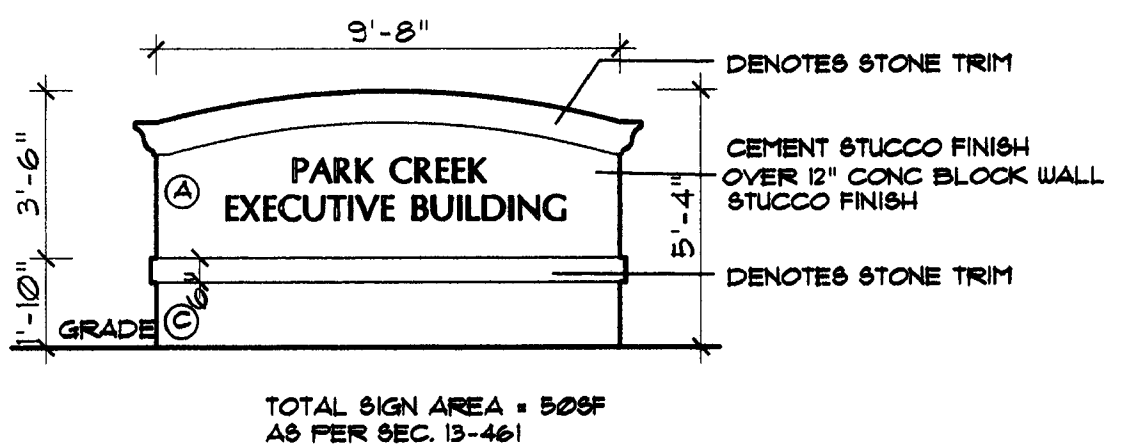 9'-8"
DENOTES STONE TRIM
3'-6"
PARK CREEK
EXECUTIVE BUILDING
A
5'-4"
CEMENT STUCCO FINISH
OVER 12" CONC BLOCK WALL
STUCCO FINISH
1'-10"
6"
DENOTES STONE TRIM
GRADE
C
TOTAL SIGN AREA = 50SF
AS PER SEC. 13-461